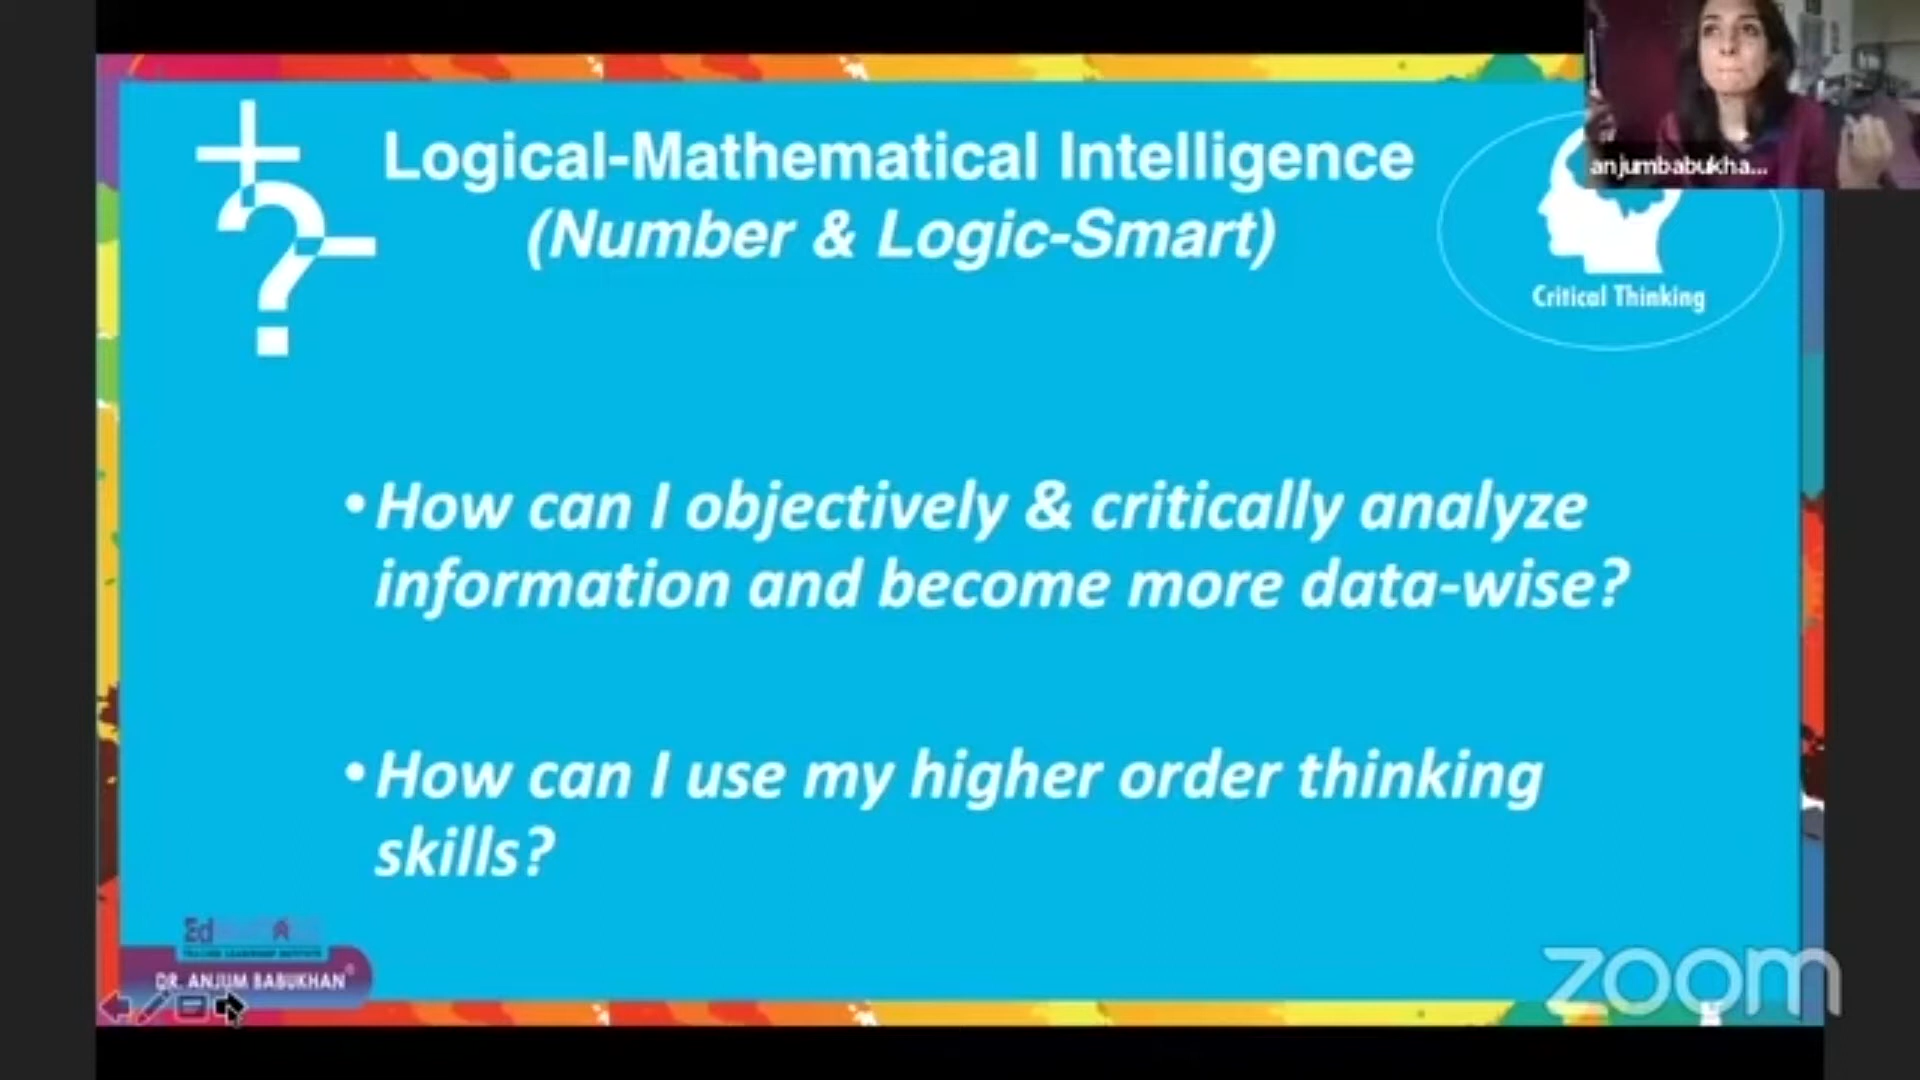 Logical-Mathematical Intelligence
(Number & Logic-Smart)
anjumbabukha...
Critical Thinking
•How can I objectively & critically analyze
information and become more data-wise?
•How can I use my higher order thinking
skills?
Ed
DR. ANJUM BABUKHAN®
zoom